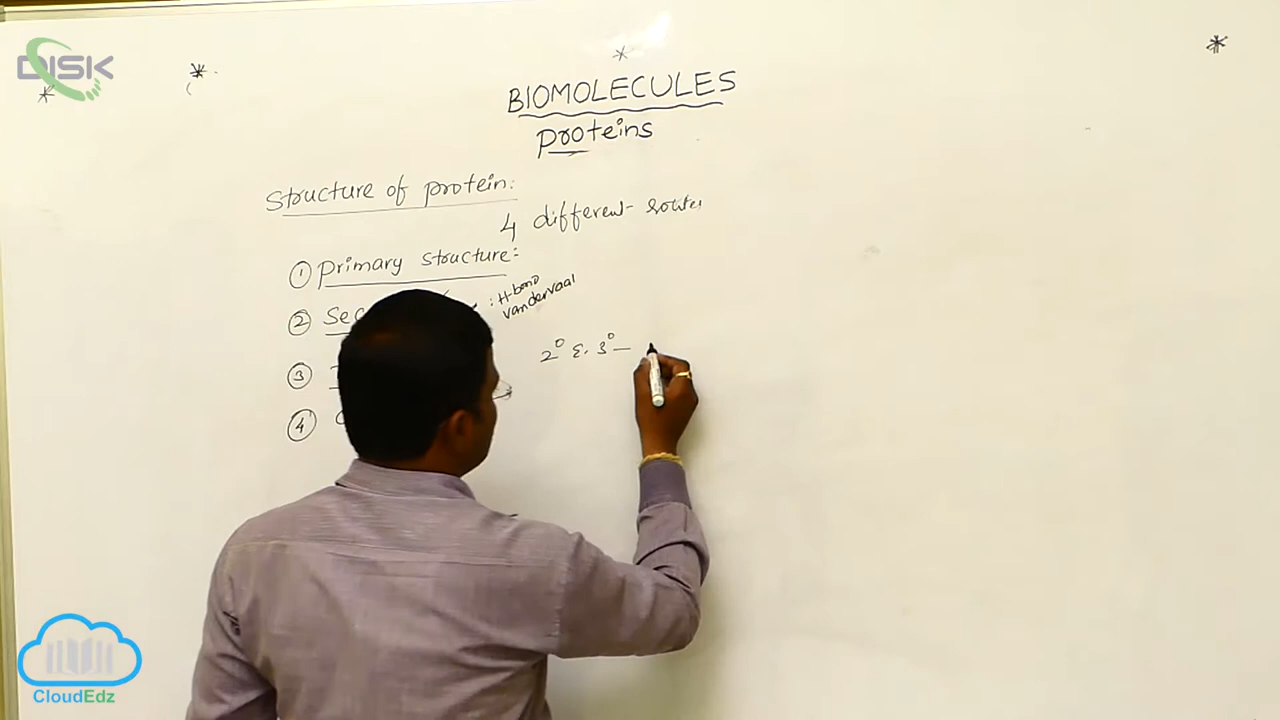 DISK
BIOMOLECULES
proteins
Structure of protein:
4 different
① primary structure:
② Sec : H-bond
vandervaal
2° & 3° —
③
④
CloudEdz